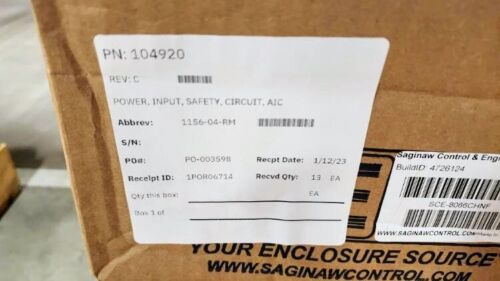 PN: 104920
REV: C
POWER, INPUT, SAFETY, CIRCUIT, AIC
Abbrev: 1156-04-RM
S/N:
PO#: PO-003598 Recpt Date: 1/12/23
Receipt ID: 1POR06714 Recvd Qty: 13 EA
Qty this box: EA
Box 1 of
Saginaw Control & Engi
BuildID: 4726124
SCE-8066CHNF
YOUR ENCLOSURE SOURCE
WWW.SAGINAWCONTROL.COM